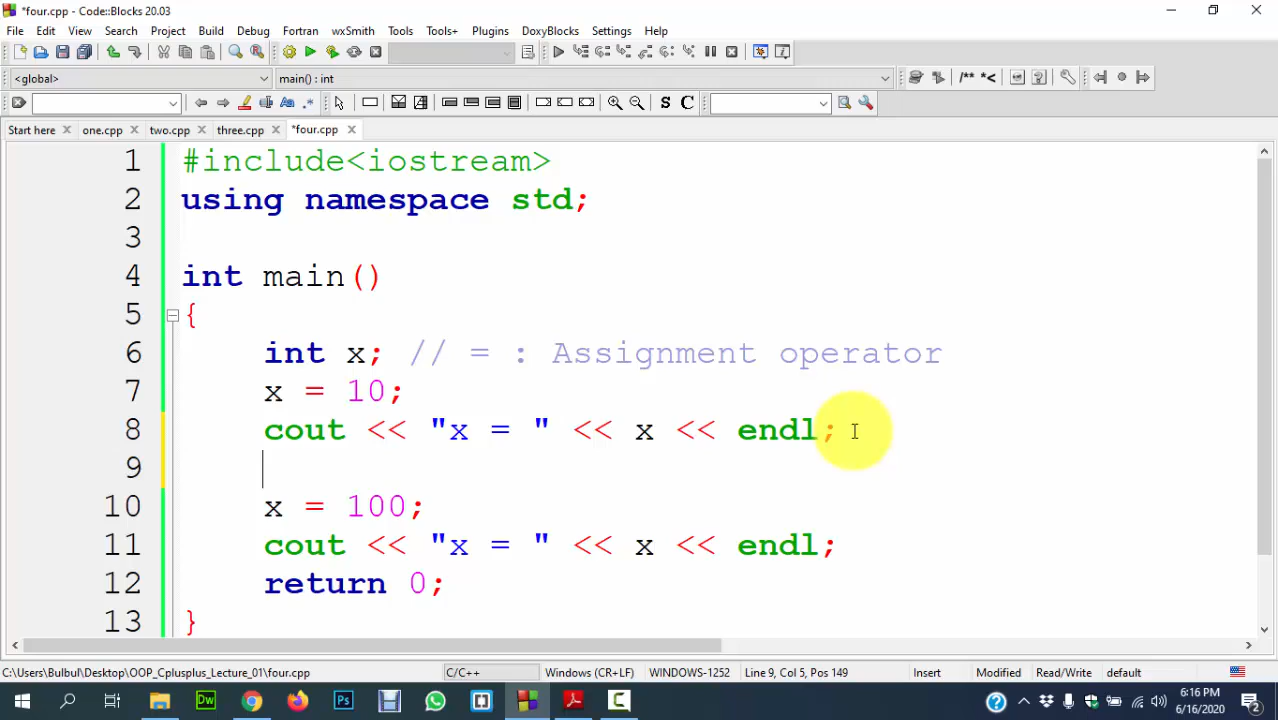 *four.cpp - Code::Blocks 20.03
File Edit View Search Project Build Debug Fortran wxSmith Tools Tools+ Plugins DoxyBlocks Settings Help
<global> main() : int
/** *<
Aa .* S C
Start here one.cpp two.cpp three.cpp *four.cpp
1 #include<iostream>
2 using namespace std;
3
4 int main()
5 {
6 int x; // = : Assignment operator
7 x = 10;
8 cout << "x = " << x << endl;
9
10 x = 100;
11 cout << "x = " << x << endl;
12 return 0;
13 }
C:\Users\Bulbul\Desktop\OOP_Cplusplus_Lecture_01\four.cpp C/C++ Windows (CR+LF) WINDOWS-1252 Line 9, Col 5, Pos 149 Insert Modified Read/Write default
Dw Ps 6:16 PM
6/16/2020 2